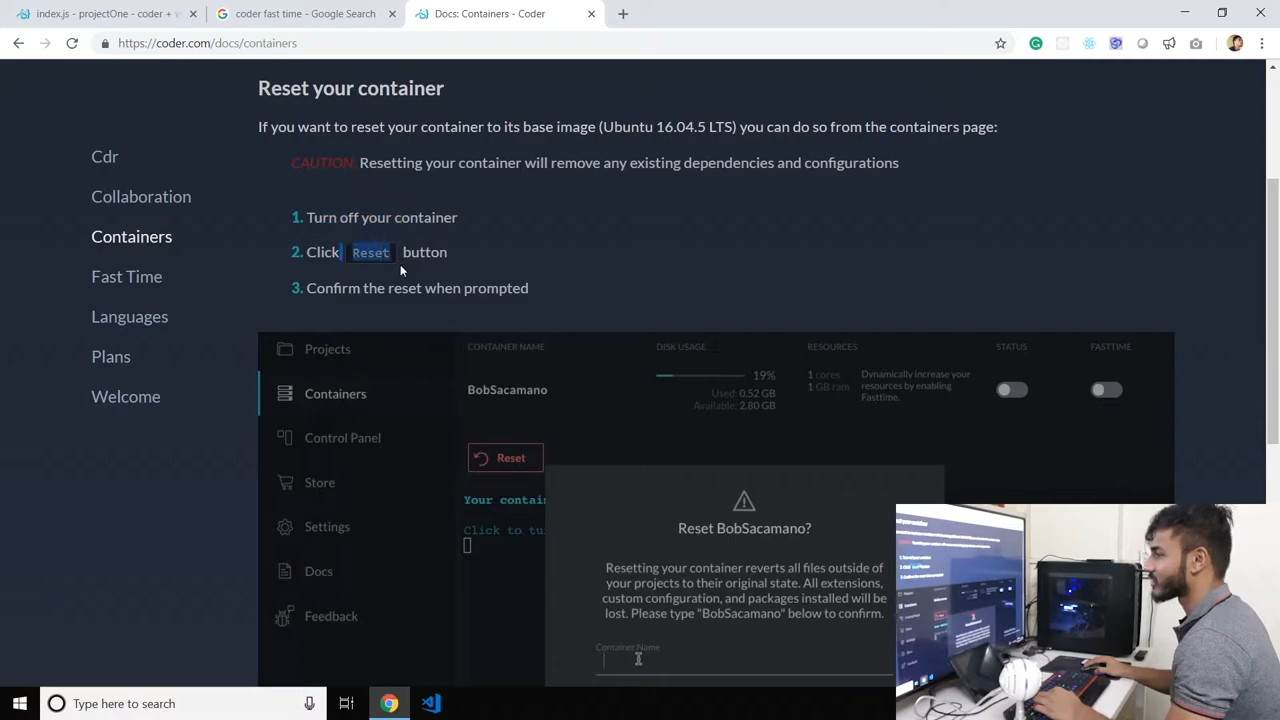 index.js - projectOne - coder + v
coder fast time - Google Search
Docs: Containers - Coder
https://coder.com/docs/containers
Reset your container
If you want to reset your container to its base image (Ubuntu 16.04.5 LTS) you can do so from the containers page:
CAUTION: Resetting your container will remove any existing dependencies and configurations
1. Turn off your container
2. Click Reset button
3. Confirm the reset when prompted
Cdr
Collaboration
Containers
Fast Time
Languages
Plans
Welcome
Projects
Containers
Control Panel
Store
Settings
Docs
Feedback
CONTAINER NAME DISK USAGE RESOURCES STATUS FASTTIME
BobSacamano
19%
Used: 0.52 GB
Available: 2.80 GB
1 cores
1 GB ram
Dynamically increase your
resources by enabling
Fasttime.
Reset
Your contai
Click to tu
Reset BobSacamano?
Resetting your container reverts all files outside of
your projects to their original state. All extensions,
custom configuration, and packages installed will be
lost. Please type "BobSacamano" below to confirm.
Container Name
Type here to search